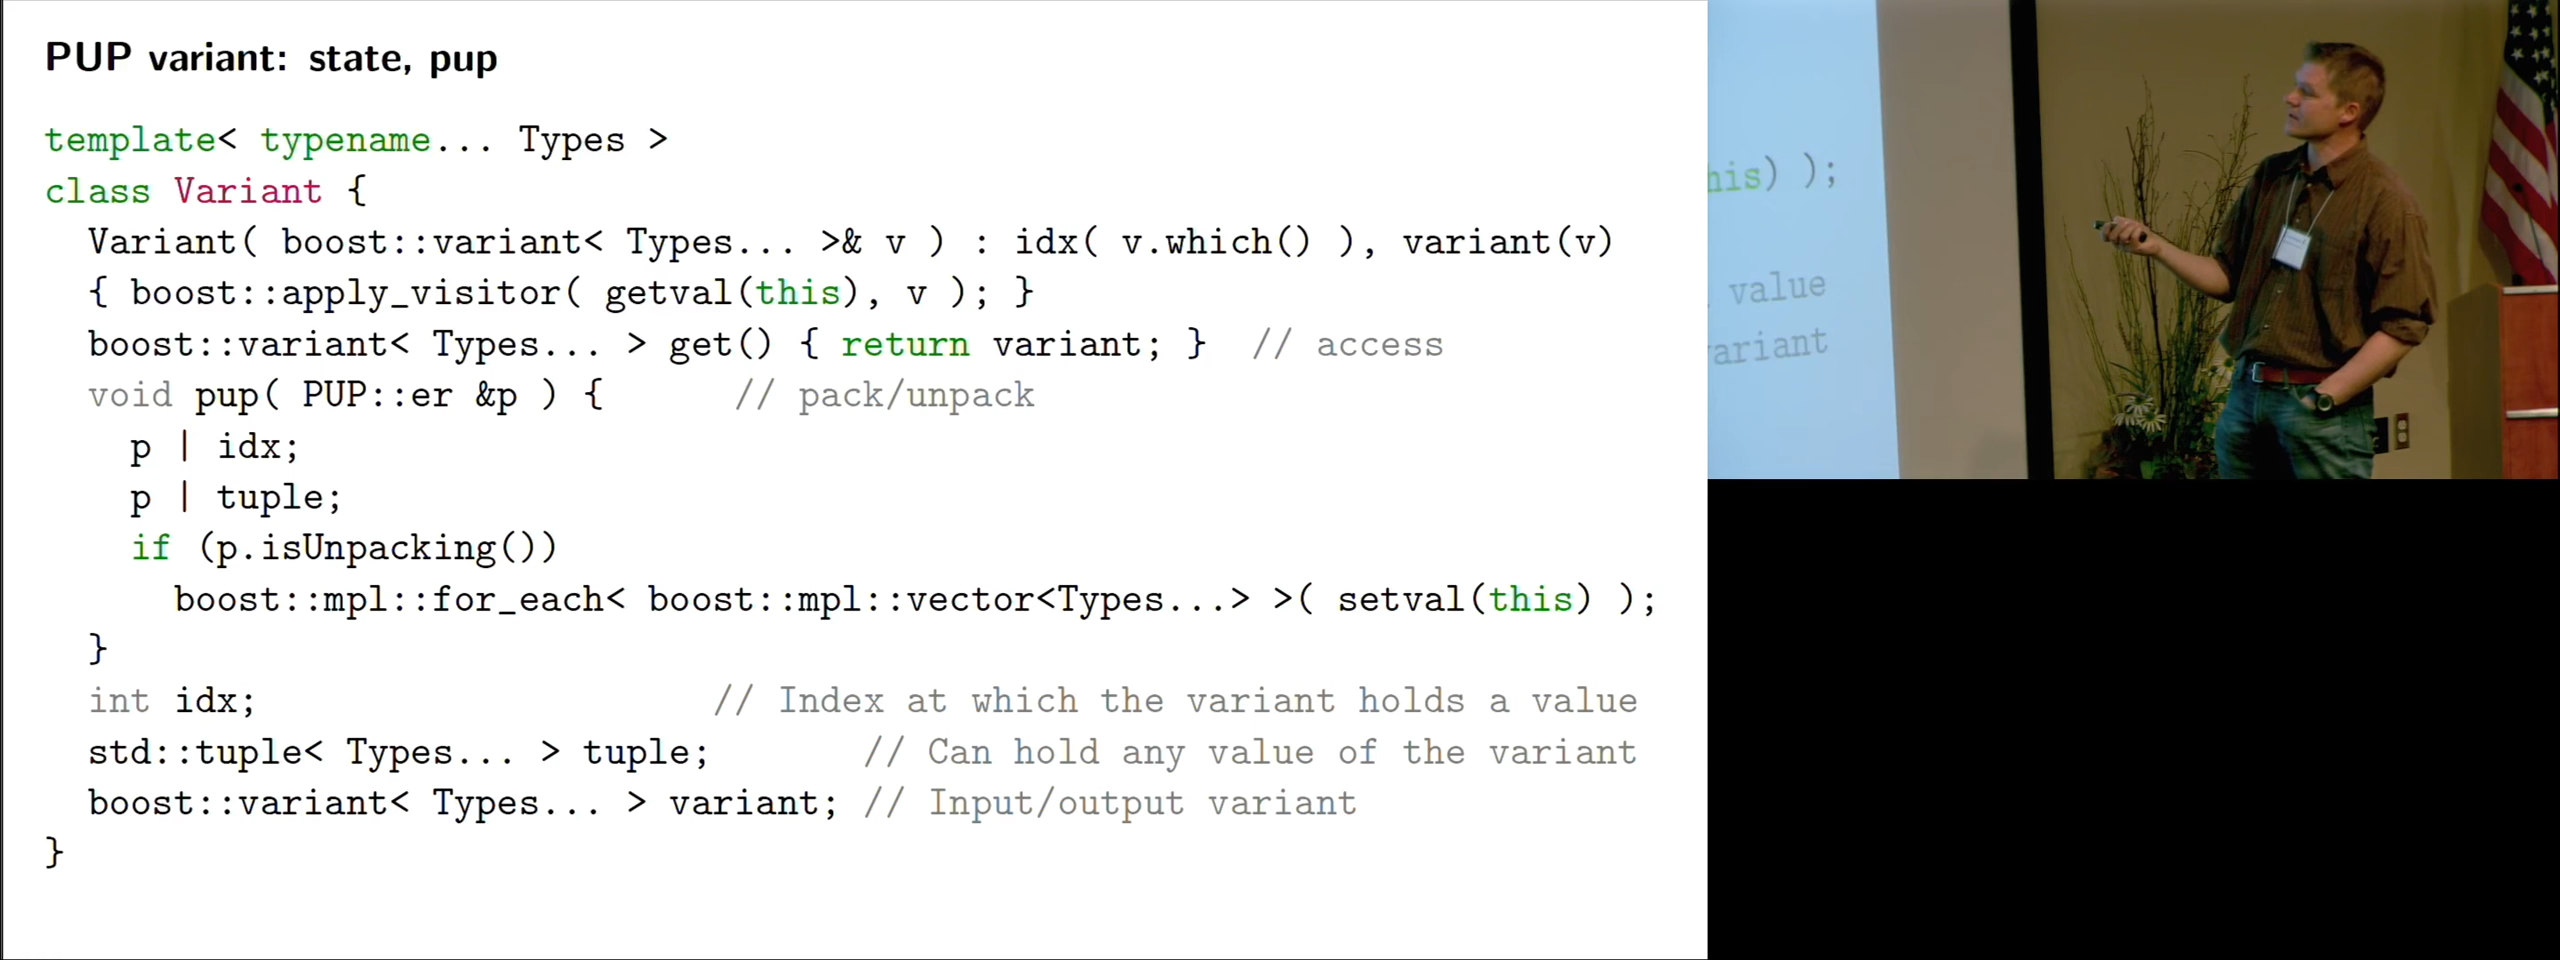 PUP variant: state, pup
template< typename... Types >
class Variant {
Variant( boost::variant< Types... >& v ) : idx( v.which() ), variant(v)
{ boost::apply_visitor( getval(this), v ); }
boost::variant< Types... > get() { return variant; } // access
void pup( PUP::er &p ) { // pack/unpack
p | idx;
p | tuple;
if (p.isUnpacking())
boost::mpl::for_each< boost::mpl::vector<Types...> >( setval(this) );
}
int idx; // Index at which the variant holds a value
std::tuple< Types... > tuple; // Can hold any value of the variant
boost::variant< Types... > variant; // Input/output variant
}
his) );
value
ariant